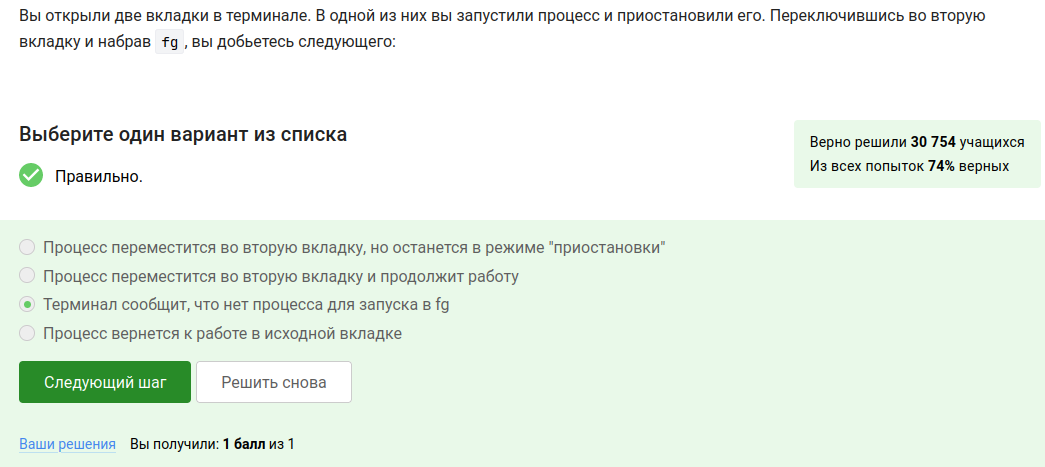 Вы открыли две вкладки в терминале. В одной из них вы запустили процесс и приостановили его. Переключившись во вторую
вкладку и набрав fg , вы добьетесь следующего:
Выберите один вариант из списка
Правильно.
Верно решили 30 754 учащихся
Из всех попыток 74% верных
Процесс переместится во вторую вкладку, но останется в режиме "приостановки"
Процесс переместится во вторую вкладку и продолжит работу
Терминал сообщит, что нет процесса для запуска в fg
Процесс вернется к работе в исходной вкладке
Следующий шаг
Решить снова
Ваши решения Вы получили: 1 балл из 1